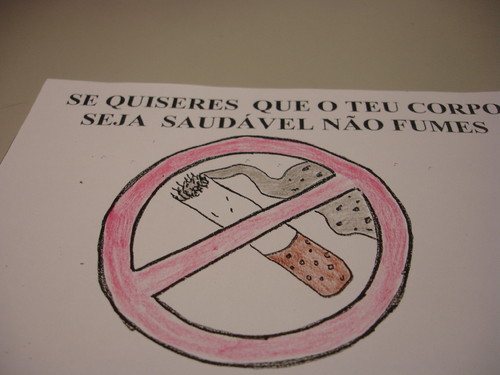 SE QUISERES QUE O TEU CORPO
SEJA SAUDÁVEL NÃO FUMES